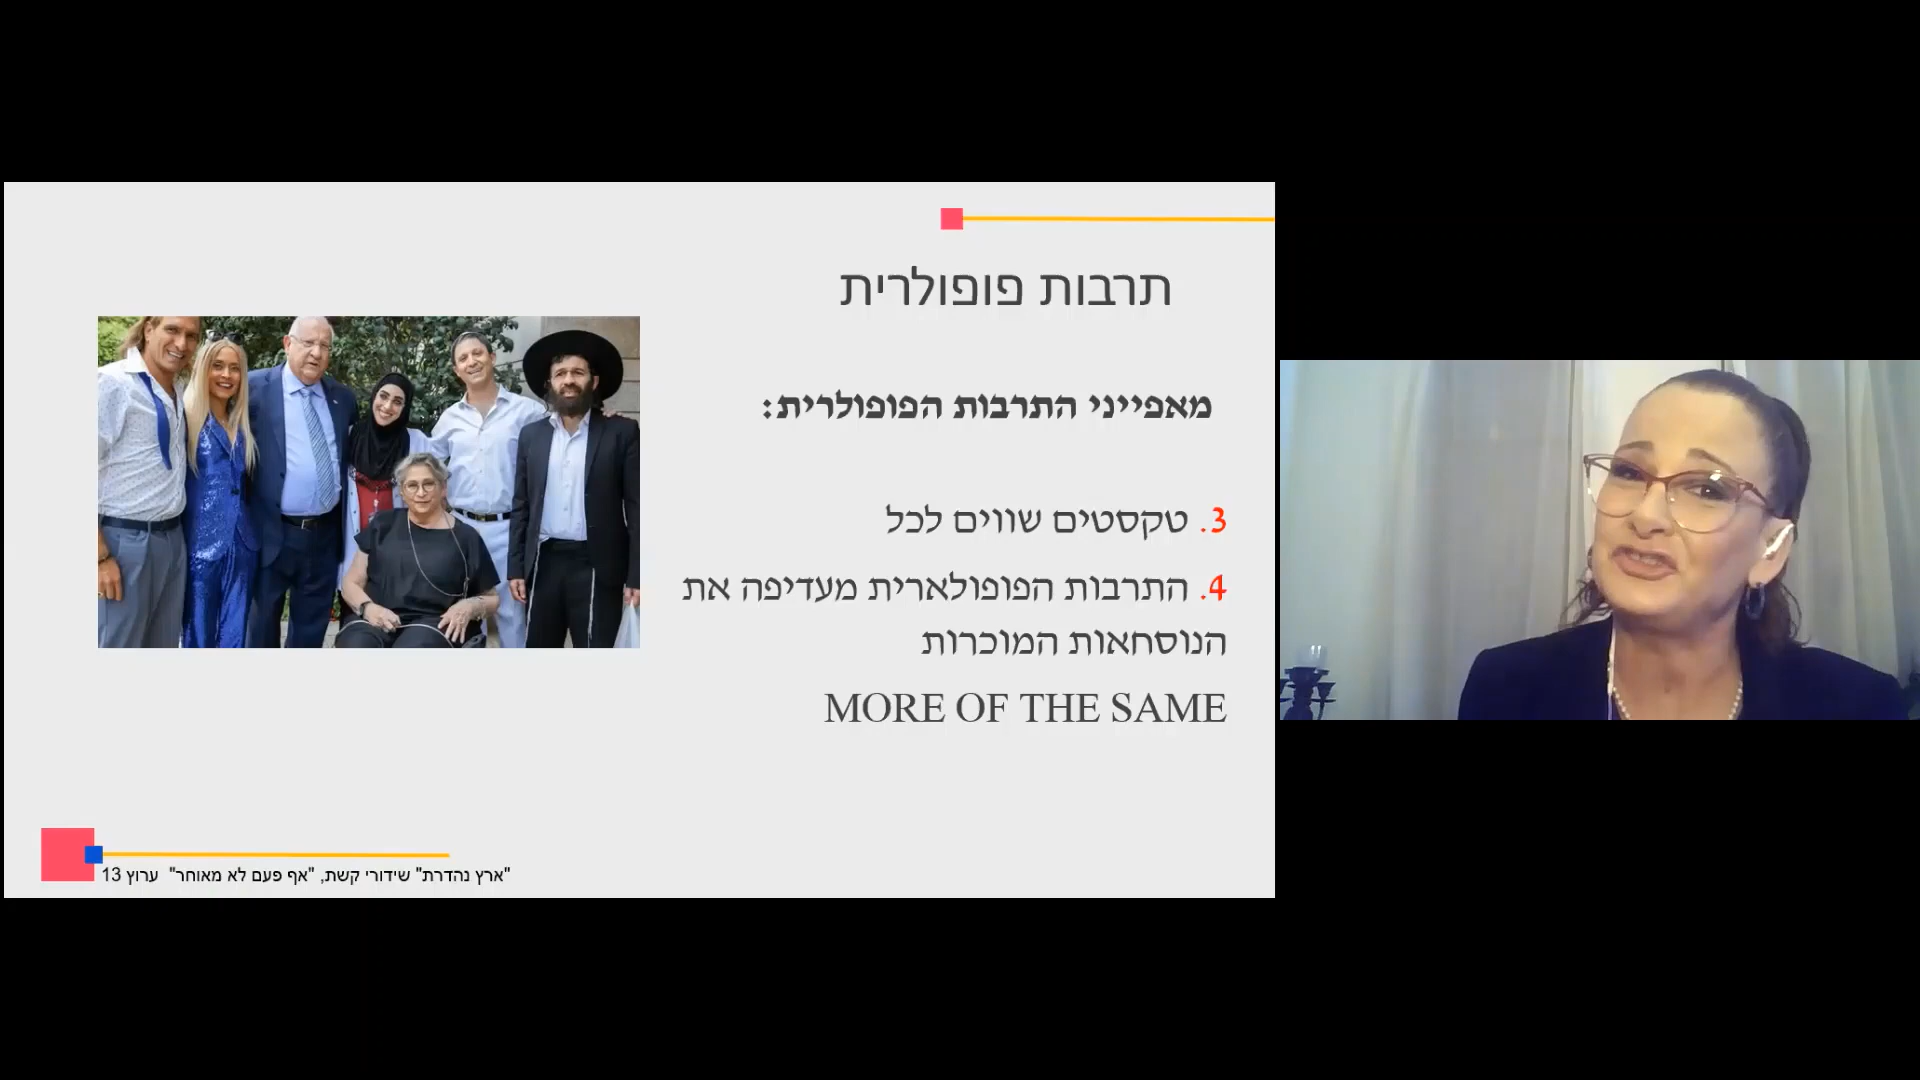 תרבות פופולרית
מאפייני התרבות הפופולרית:
3. טקסטים שווים לכל
4. התרבות הפופולארית מעדיפה את
הנוסחאות המוכרות
MORE OF THE SAME
"ארץ נהדרת" שידורי קשת, "אף פעם לא מאוחר" ערוץ 13